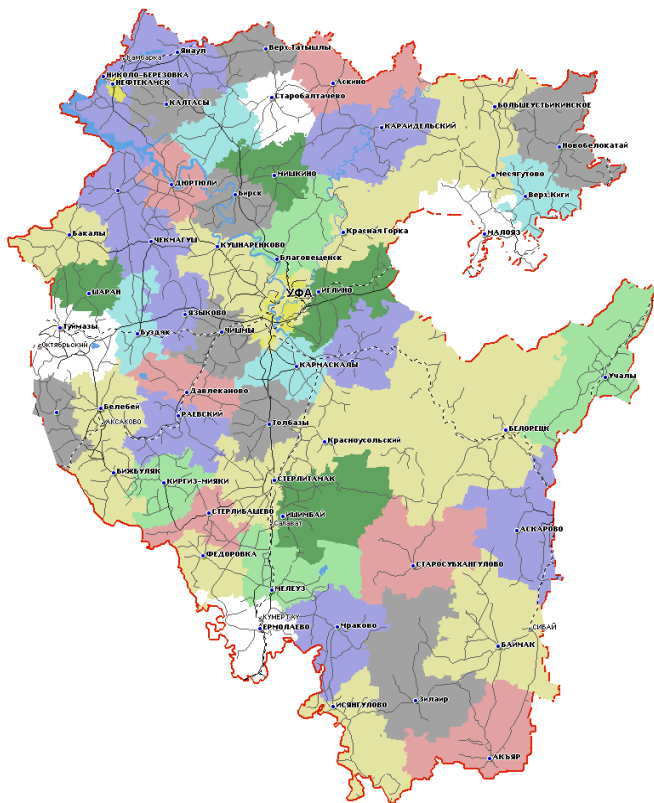 Янаул
Верх.Татышлы
Камбарка
НИКОЛО-БЕРЕЗОВКА
НЕФТЕКАМСК
Аскино
КАЛТАСЫ
Старобалтачево
БОЛЬШЕУСТЬИКИНСКОЕ
КАРАИДЕЛЬСКИЙ
Новобелокатай
МИШКИНО
Месягутово
ДЮРТЮЛИ
Бирск
Верх.Киги
Бакалы
Красная Горка
МАЛОЯЗ
ЧЕКМАГУШ
КУШНАРЕНКОВО
Благовещенск
ШАРАН
УФА
ИГЛИНО
ЯЗЫКОВО
Туймазы
Буздяк
ЧИШМЫ
Октябрьский
КАРМАСКАЛЫ
Учалы
Давлеканово
Белебей
РАЕВСКИЙ
АКСАКОВО
Толбазы
БЕЛОРЕЦК
Красноусольский
БИЖБУЛЯК
КИРГИЗ-МИЯКИ
СТЕРЛИТАМАК
СТЕРЛИБАШЕВО
ИШИМБАЙ
Салават
АСКАРОВО
ФЕДОРОВКА
СТАРОСУБХАНГУЛОВО
МЕЛЕУЗ
КУМЕРТАУ
ЕРМОЛАЕВО
Мраково
СИБАЙ
БАЙМАК
Зилаир
ИСЯНГУЛОВО
АКЪЯР